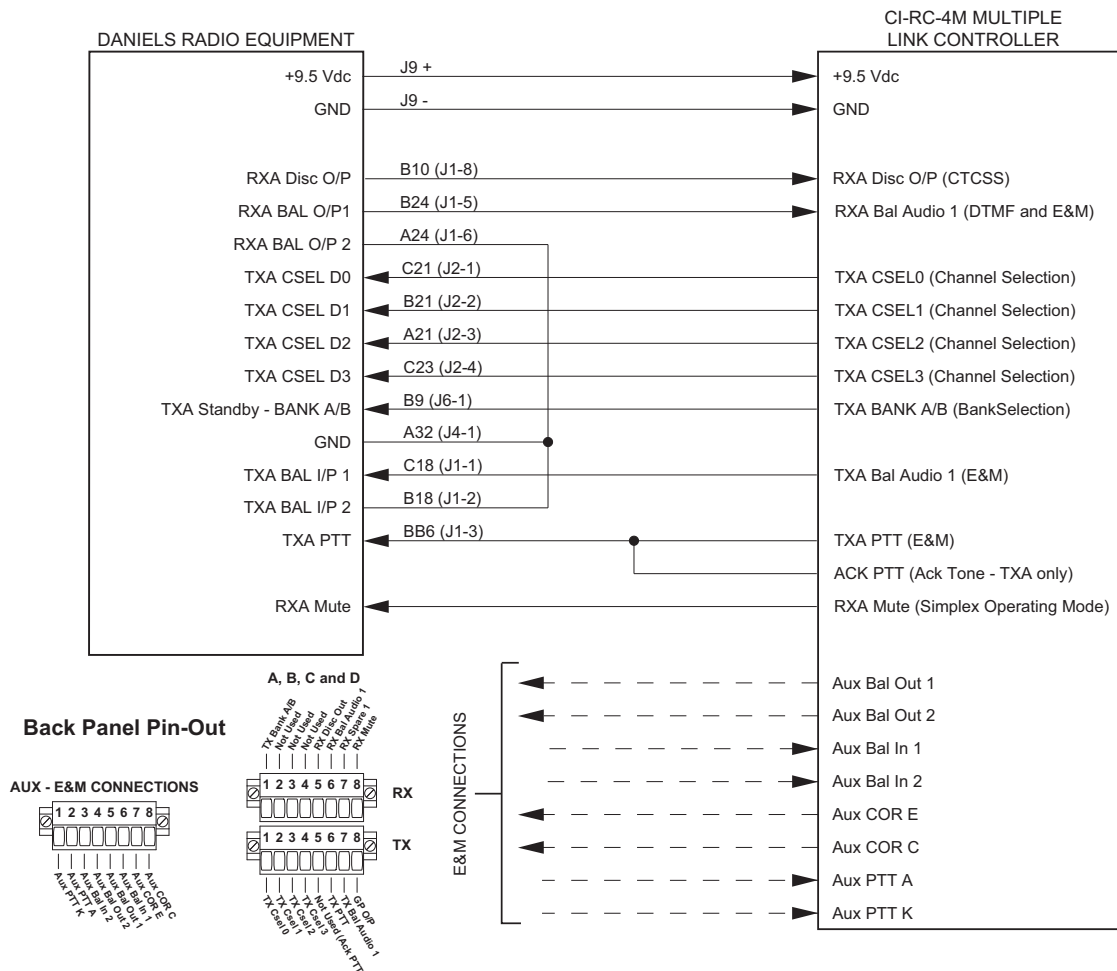 CI-RC-4M MULTIPLE
LINK CONTROLLER
DANIELS RADIO EQUIPMENT
+9.5 Vdc J9 + +9.5 Vdc
GND J9 - GND
RXA Disc O/P B10 (J1-8) RXA Disc O/P (CTCSS)
RXA BAL O/P1 B24 (J1-5) RXA Bal Audio 1 (DTMF and E&M)
RXA BAL O/P 2 A24 (J1-6)
TXA CSEL D0 C21 (J2-1) TXA CSEL0 (Channel Selection)
TXA CSEL D1 B21 (J2-2) TXA CSEL1 (Channel Selection)
TXA CSEL D2 A21 (J2-3) TXA CSEL2 (Channel Selection)
TXA CSEL D3 C23 (J2-4) TXA CSEL3 (Channel Selection)
TXA Standby - BANK A/B B9 (J6-1) TXA BANK A/B (BankSelection)
GND A32 (J4-1)
TXA BAL I/P 1 C18 (J1-1) TXA Bal Audio 1 (E&M)
TXA BAL I/P 2 B18 (J1-2)
TXA PTT BB6 (J1-3) TXA PTT (E&M)
ACK PTT (Ack Tone - TXA only)
RXA Mute RXA Mute (Simplex Operating Mode)
E&M CONNECTIONS
Aux Bal Out 1
Aux Bal Out 2
Aux Bal In 1
Aux Bal In 2
Aux COR E
Aux COR C
Aux PTT A
Aux PTT K
Back Panel Pin-Out
AUX - E&M CONNECTIONS
1 2 3 4 5 6 7 8
Aux PTT K
Aux PTT A
Aux Bal In 2
Aux Bal Out 2
Aux Bal Out 1
Aux Bal In 1
Aux COR E
Aux COR C
A, B, C and D
TX Bank A/B
Not Used
Not Used
Not Used
RX Disc Out
RX Bal Audio 1
RX Spare 1
RX Mute
1 2 3 4 5 6 7 8
RX
1 2 3 4 5 6 7 8
TX
TX Csel 0
TX Csel 1
TX Csel 2
TX Csel 3
Not Used (Ack PTT
TX PTT
TX Bal Audio 1
GP O/P